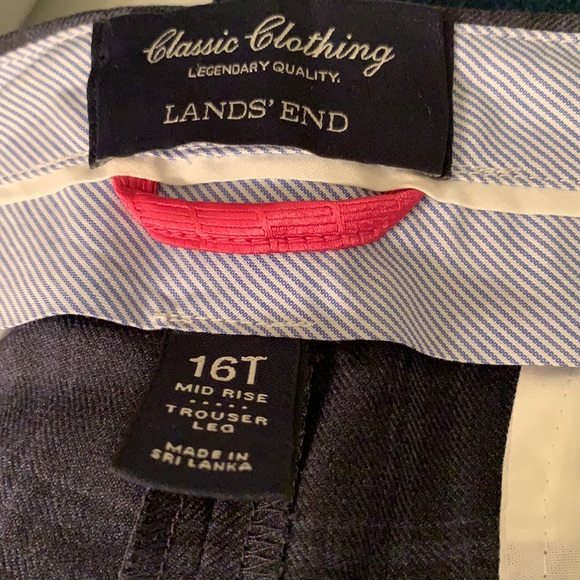 Classic Clothing
LEGENDARY QUALITY.
LANDS' END
16T
MID RISE
TROUSER
LEG
MADE IN
SRI LANKA